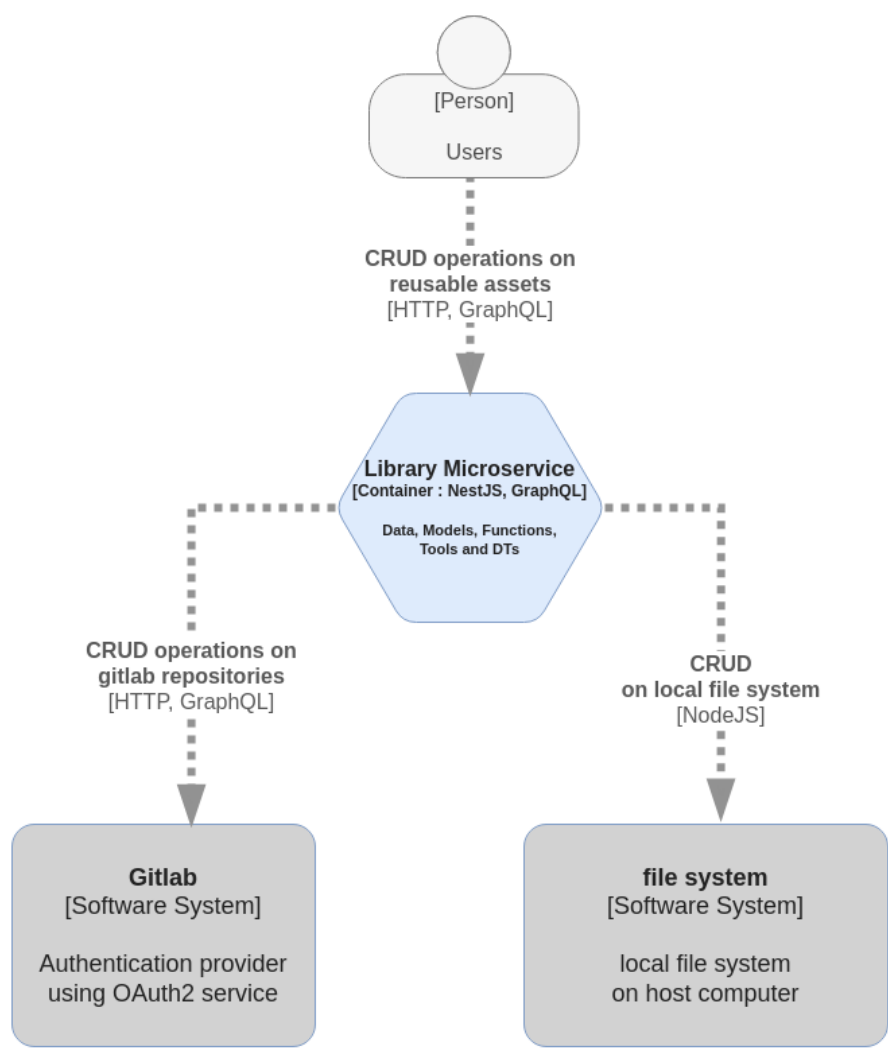 [Person]
Users
CRUD operations on
reusable assets
[HTTP, GraphQL]
Library Microservice
[Container : NestJS, GraphQL]
Data, Models, Functions,
Tools and DTs
CRUD operations on
gitlab repositories
[HTTP, GraphQL]
CRUD
on local file system
[NodeJS]
Gitlab
[Software System]
Authentication provider
using OAuth2 service
file system
[Software System]
local file system
on host computer